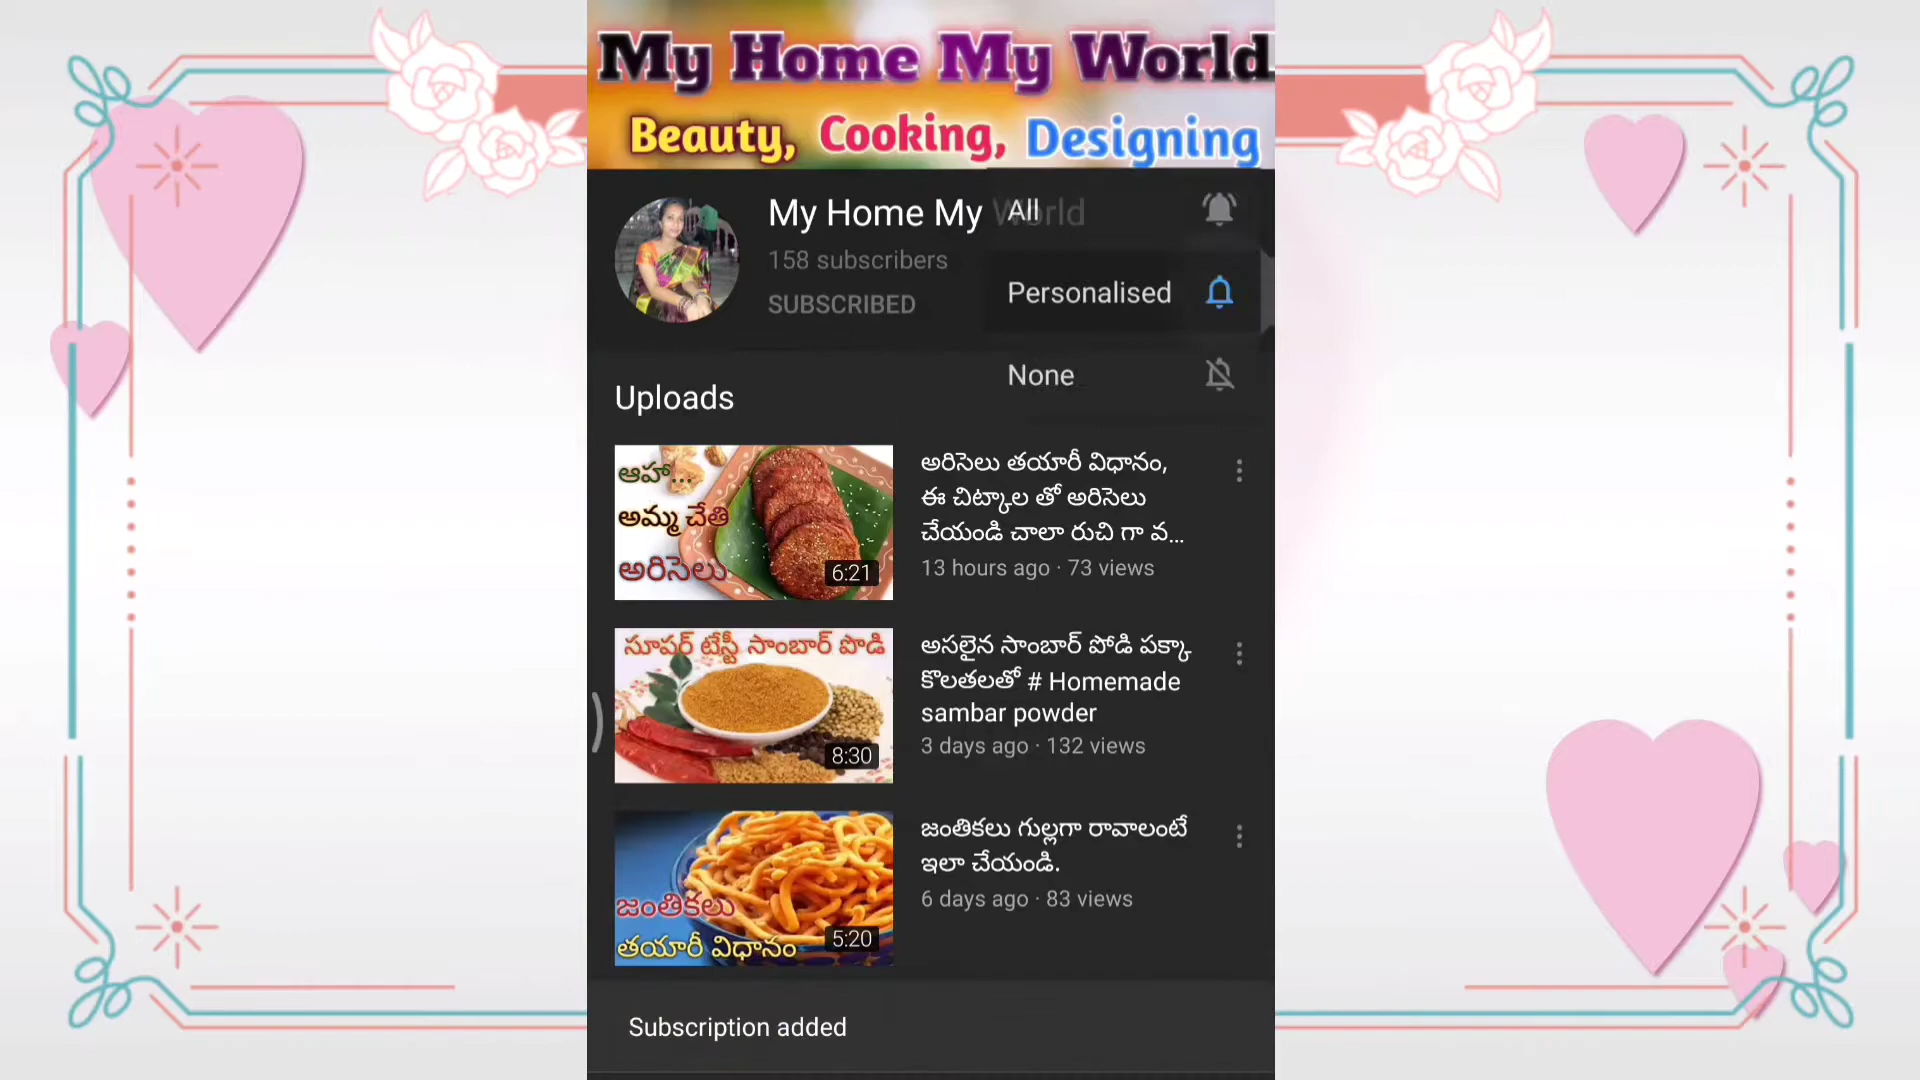 My Home My World
Beauty, Cooking, Designing
My Home My World
158 subscribers
SUBSCRIBED
All
Personalised
None
Uploads
ఆహా...
అమ్మ చేతి
అరిసెలు
6:21
అరిసెలు తయారీ విధానం,
ఈ చిట్కాల తో అరిసెలు
చేయండి చాలా రుచి గా వ...
13 hours ago · 73 views
సూపర్ టేస్టీ సాంబార్ పొడి
8:30
అసలైన సాంబార్ పోడి పక్కా
కొలతలతో # Homemade
sambar powder
3 days ago · 132 views
జంతికలు
తయారీ విధానం
5:20
జంతికలు గుల్లగా రావాలంటే
ఇలా చేయండి.
6 days ago · 83 views
Subscription added